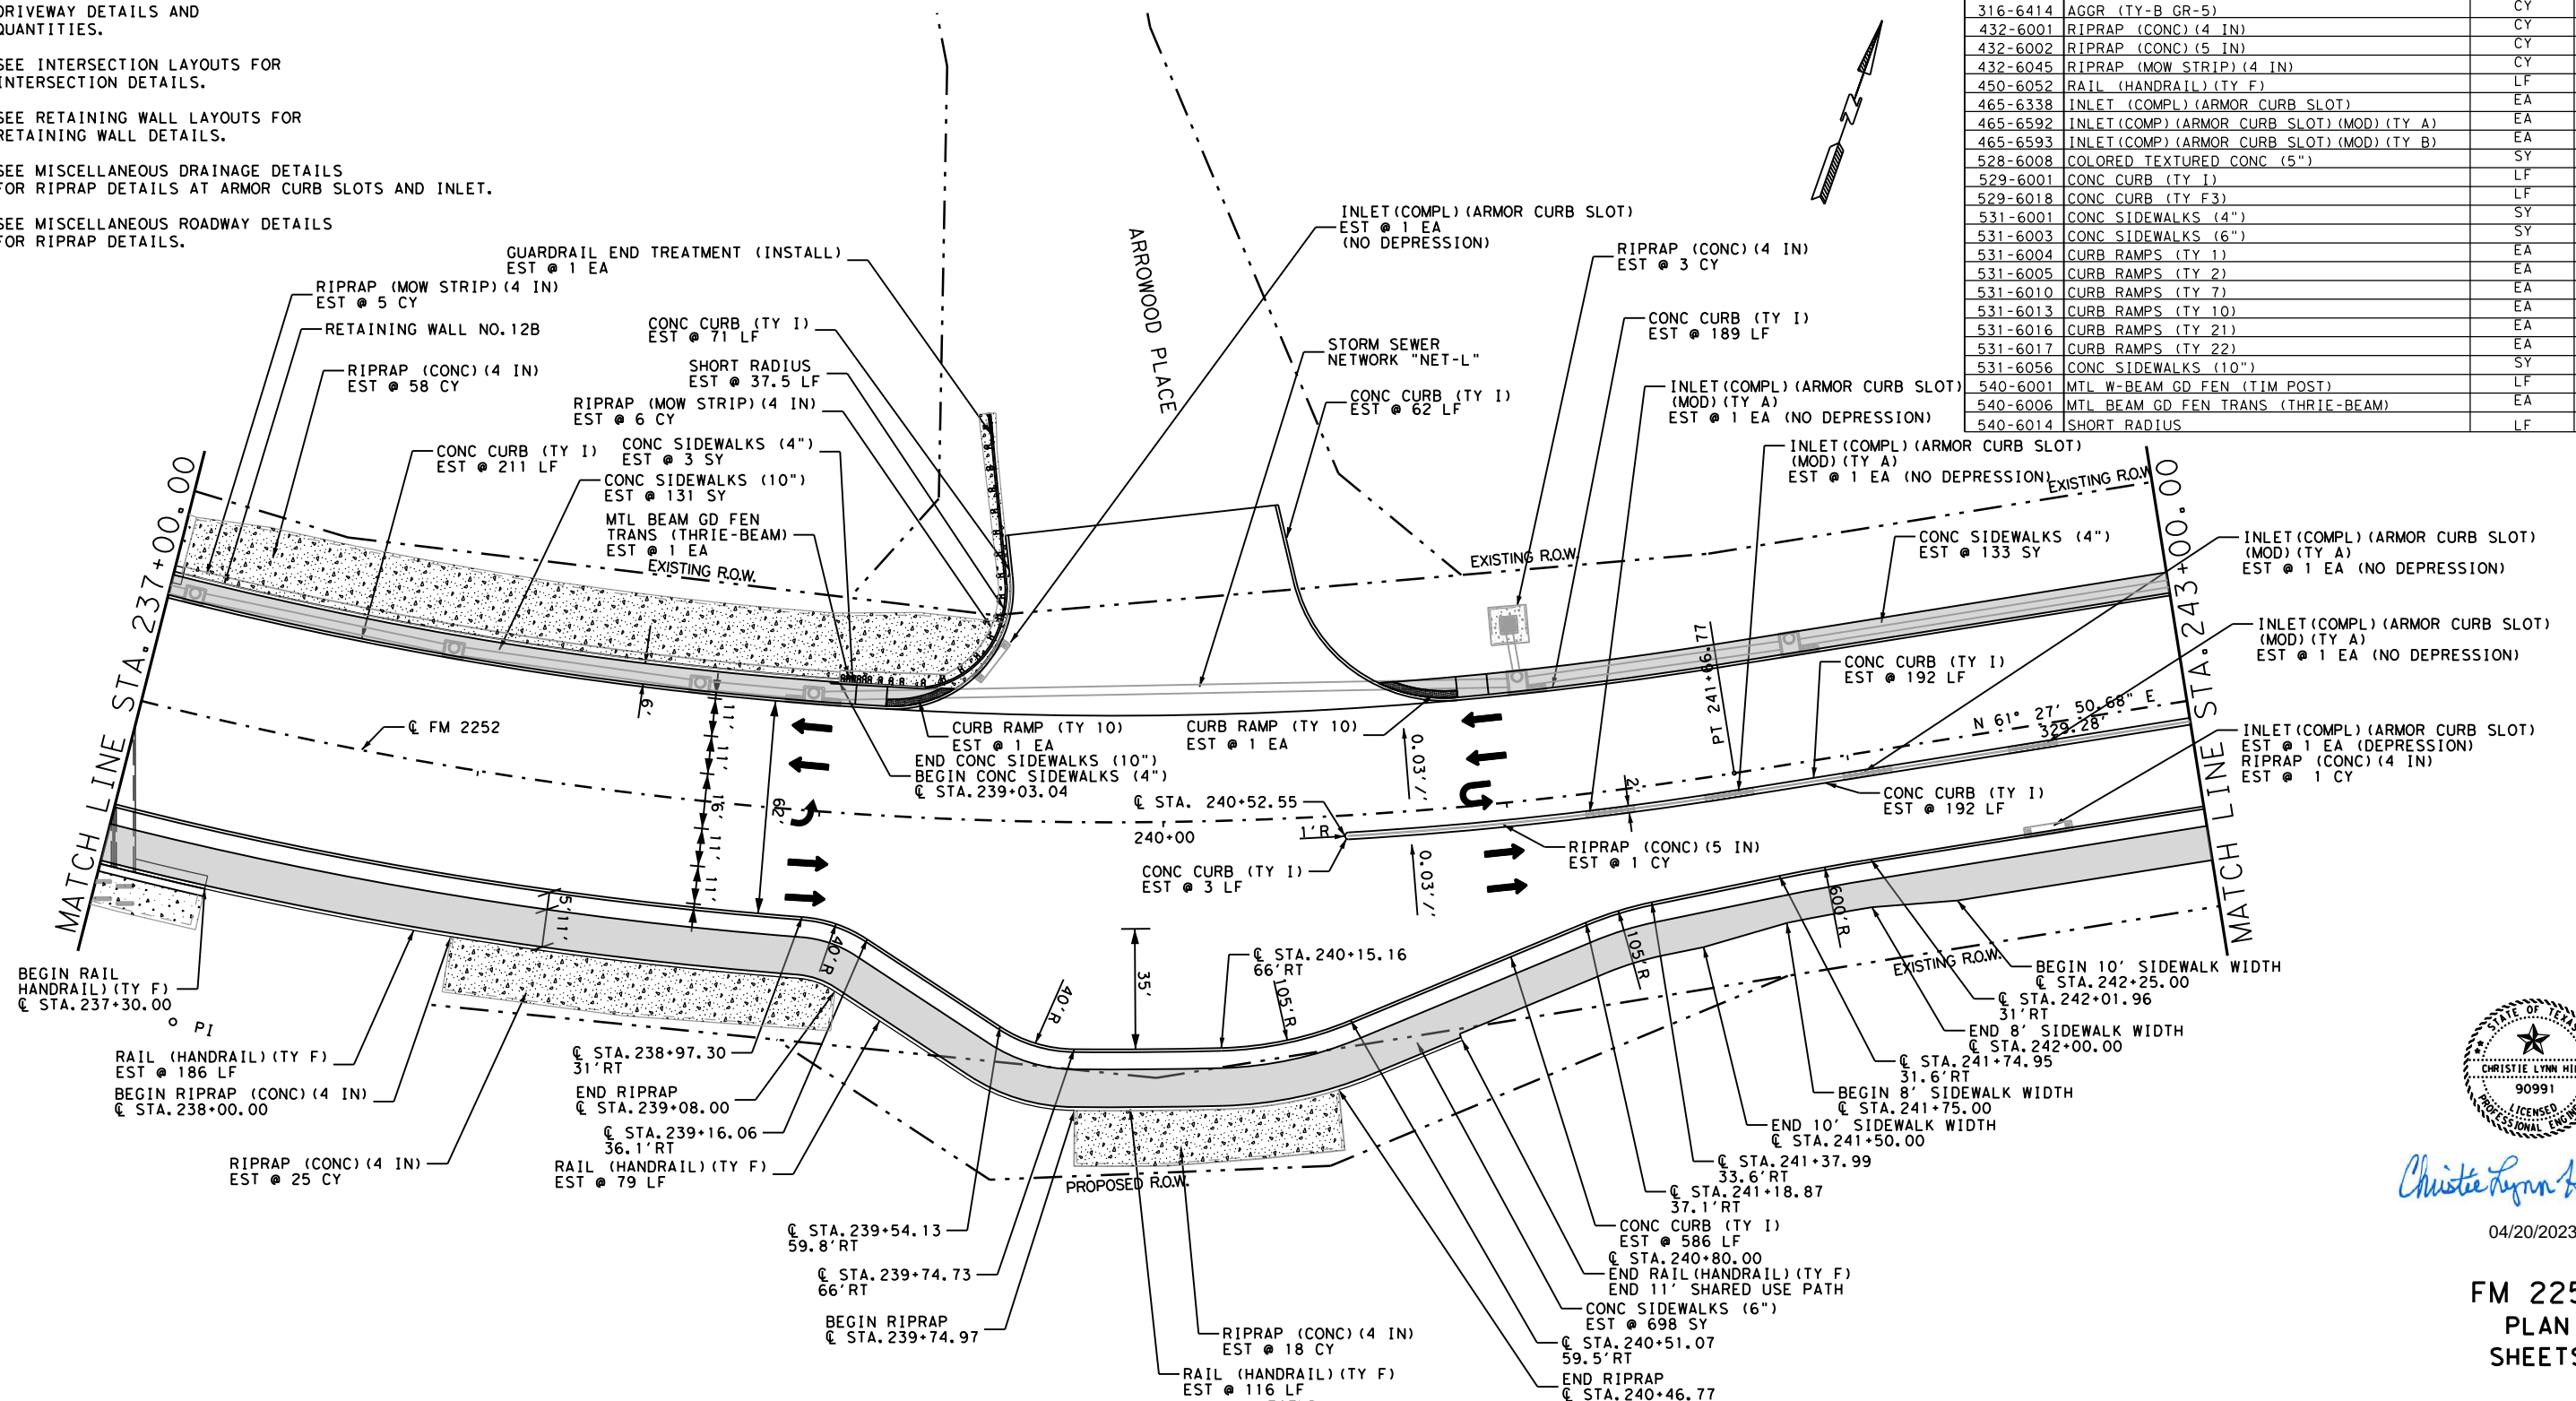 DRIVEWAY DETAILS AND
QUANTITIES.
SEE INTERSECTION LAYOUTS FOR
INTERSECTION DETAILS.
SEE RETAINING WALL LAYOUTS FOR
RETAINING WALL DETAILS.
SEE MISCELLANEOUS DRAINAGE DETAILS
FOR RIPRAP DETAILS AT ARMOR CURB SLOTS AND INLET.
SEE MISCELLANEOUS ROADWAY DETAILS
FOR RIPRAP DETAILS.
316-6414 AGGR (TY-B GR-5) CY
432-6001 RIPRAP (CONC)(4 IN) CY
432-6002 RIPRAP (CONC)(5 IN) CY
432-6045 RIPRAP (MOW STRIP)(4 IN) CY
450-6052 RAIL (HANDRAIL)(TY F) LF
465-6338 INLET (COMPL)(ARMOR CURB SLOT) EA
465-6592 INLET(COMP)(ARMOR CURB SLOT)(MOD)(TY A) EA
465-6593 INLET(COMP)(ARMOR CURB SLOT)(MOD)(TY B) EA
528-6008 COLORED TEXTURED CONC (5") SY
529-6001 CONC CURB (TY I) LF
529-6018 CONC CURB (TY F3) LF
531-6001 CONC SIDEWALKS (4") SY
531-6003 CONC SIDEWALKS (6") SY
531-6004 CURB RAMPS (TY 1) EA
531-6005 CURB RAMPS (TY 2) EA
531-6010 CURB RAMPS (TY 7) EA
531-6013 CURB RAMPS (TY 10) EA
531-6016 CURB RAMPS (TY 21) EA
531-6017 CURB RAMPS (TY 22) EA
531-6056 CONC SIDEWALKS (10") SY
540-6001 MTL W-BEAM GD FEN (TIM POST) LF
540-6006 MTL BEAM GD FEN TRANS (THRIE-BEAM) EA
540-6014 SHORT RADIUS LF
GUARDRAIL END TREATMENT (INSTALL)
EST @ 1 EA
RIPRAP (MOW STRIP)(4 IN)
EST @ 5 CY
RETAINING WALL NO.12B
RIPRAP (CONC)(4 IN)
EST @ 58 CY
CONC CURB (TY I)
EST @ 71 LF
SHORT RADIUS
EST @ 37.5 LF
RIPRAP (MOW STRIP)(4 IN)
EST @ 6 CY
CONC CURB (TY I)
EST @ 211 LF
CONC SIDEWALKS (4")
EST @ 3 SY
CONC SIDEWALKS (10")
EST @ 131 SY
MTL BEAM GD FEN
TRANS (THRIE-BEAM)
EST @ 1 EA
EXISTING R.O.W.
ARROWOOD PLACE
INLET(COMPL)(ARMOR CURB SLOT)
EST @ 1 EA
(NO DEPRESSION)
STORM SEWER
NETWORK "NET-L"
CONC CURB (TY I)
EST @ 62 LF
RIPRAP (CONC)(4 IN)
EST @ 3 CY
CONC CURB (TY I)
EST @ 189 LF
INLET(COMPL)(ARMOR CURB SLOT)
(MOD)(TY A)
EST @ 1 EA (NO DEPRESSION)
INLET(COMPL)(ARMOR CURB SLOT)
(MOD)(TY A)
EST @ 1 EA (NO DEPRESSION)
EXISTING R.O.W.
EXISTING R.O.W.
CONC SIDEWALKS (4")
EST @ 133 SY
INLET(COMPL)(ARMOR CURB SLOT)
(MOD)(TY A)
EST @ 1 EA (NO DEPRESSION)
INLET(COMPL)(ARMOR CURB SLOT)
(MOD)(TY A)
EST @ 1 EA (NO DEPRESSION)
INLET(COMPL)(ARMOR CURB SLOT)
EST @ 1 EA (DEPRESSION)
RIPRAP (CONC)(4 IN)
EST @ 1 CY
MATCH LINE STA.237+00.00
MATCH LINE STA.243+00.00
℄ FM 2252
6'
11'
11'
16'
11'
11'
62'
CURB RAMP (TY 10)
EST @ 1 EA
END CONC SIDEWALKS (10")
BEGIN CONC SIDEWALKS (4")
℄ STA.239+03.04
CURB RAMP (TY 10)
EST @ 1 EA
PT 241+66.77
CONC CURB (TY I)
EST @ 192 LF
N 61° 27' 50.68" E
329.28'
CONC CURB (TY I)
EST @ 192 LF
0.03'/'
0.03'/'
2'
℄ STA. 240+52.55
1'R
240+00
CONC CURB (TY I)
EST @ 3 LF
RIPRAP (CONC)(5 IN)
EST @ 1 CY
5'
11'
40'R
40'R
35'
℄ STA.240+15.16
66'RT
105'R
105'R
600'R
EXISTING R.O.W.
BEGIN RAIL
HANDRAIL)(TY F)
℄ STA.237+30.00
PI
RAIL (HANDRAIL)(TY F)
EST @ 186 LF
BEGIN RIPRAP (CONC)(4 IN)
℄ STA.238+00.00
RIPRAP (CONC)(4 IN)
EST @ 25 CY
℄ STA.238+97.30
31'RT
END RIPRAP
℄ STA.239+08.00
℄ STA.239+16.06
36.1'RT
RAIL (HANDRAIL)(TY F)
EST @ 79 LF
℄ STA.239+54.13
59.8'RT
℄ STA.239+74.73
66'RT
BEGIN RIPRAP
℄ STA.239+74.97
PROPOSED R.O.W.
RIPRAP (CONC)(4 IN)
EST @ 18 CY
RAIL (HANDRAIL)(TY F)
EST @ 116 LF
BEGIN 10' SIDEWALK WIDTH
℄ STA.242+25.00
℄ STA.242+01.96
31'RT
END 8' SIDEWALK WIDTH
℄ STA.242+00.00
℄ STA.241+74.95
31.6'RT
BEGIN 8' SIDEWALK WIDTH
℄ STA.241+75.00
END 10' SIDEWALK WIDTH
℄ STA.241+50.00
℄ STA.241+37.99
33.6'RT
℄ STA.241+18.87
37.1'RT
CONC CURB (TY I)
EST @ 586 LF
℄ STA.240+80.00
END RAIL(HANDRAIL)(TY F)
END 11' SHARED USE PATH
CONC SIDEWALKS (6")
EST @ 698 SY
℄ STA.240+51.07
59.5'RT
END RIPRAP
℄ STA.240+46.77
STATE OF TEXAS
CHRISTIE LYNN
90991
LICENSED
PROFESSIONAL
Christie Lynn
04/20/2023
FM 225
PLAN
SHEETS